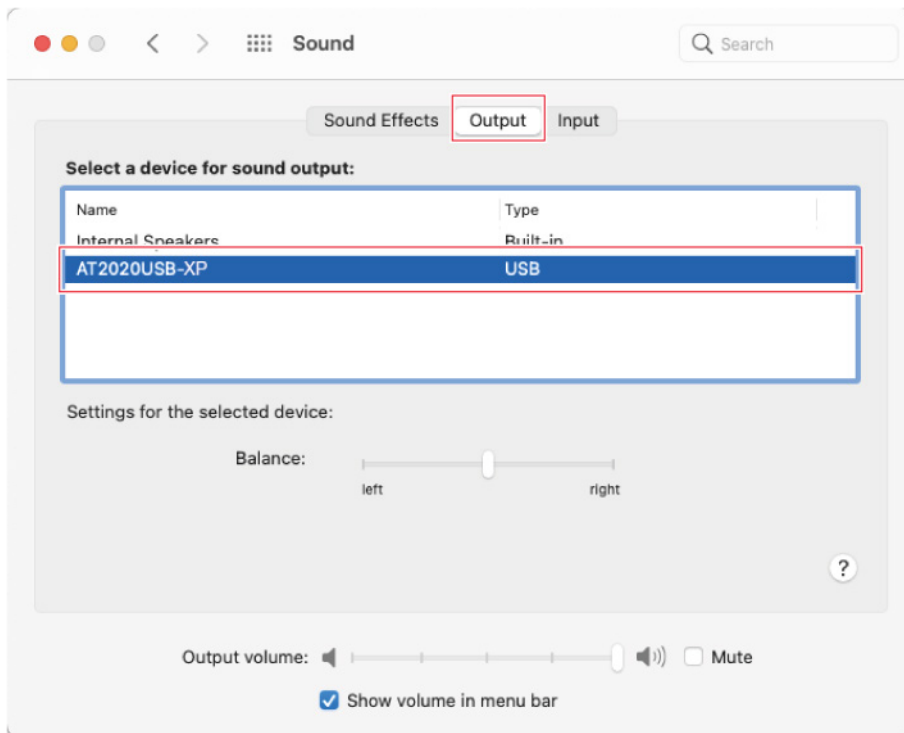 Sound
Search
Sound Effects Output Input
Select a device for sound output:
Name Type
Internal Speakers Built-in
AT2020USB-XP USB
Settings for the selected device:
Balance:
left right
?
Output volume: Mute
Show volume in menu bar